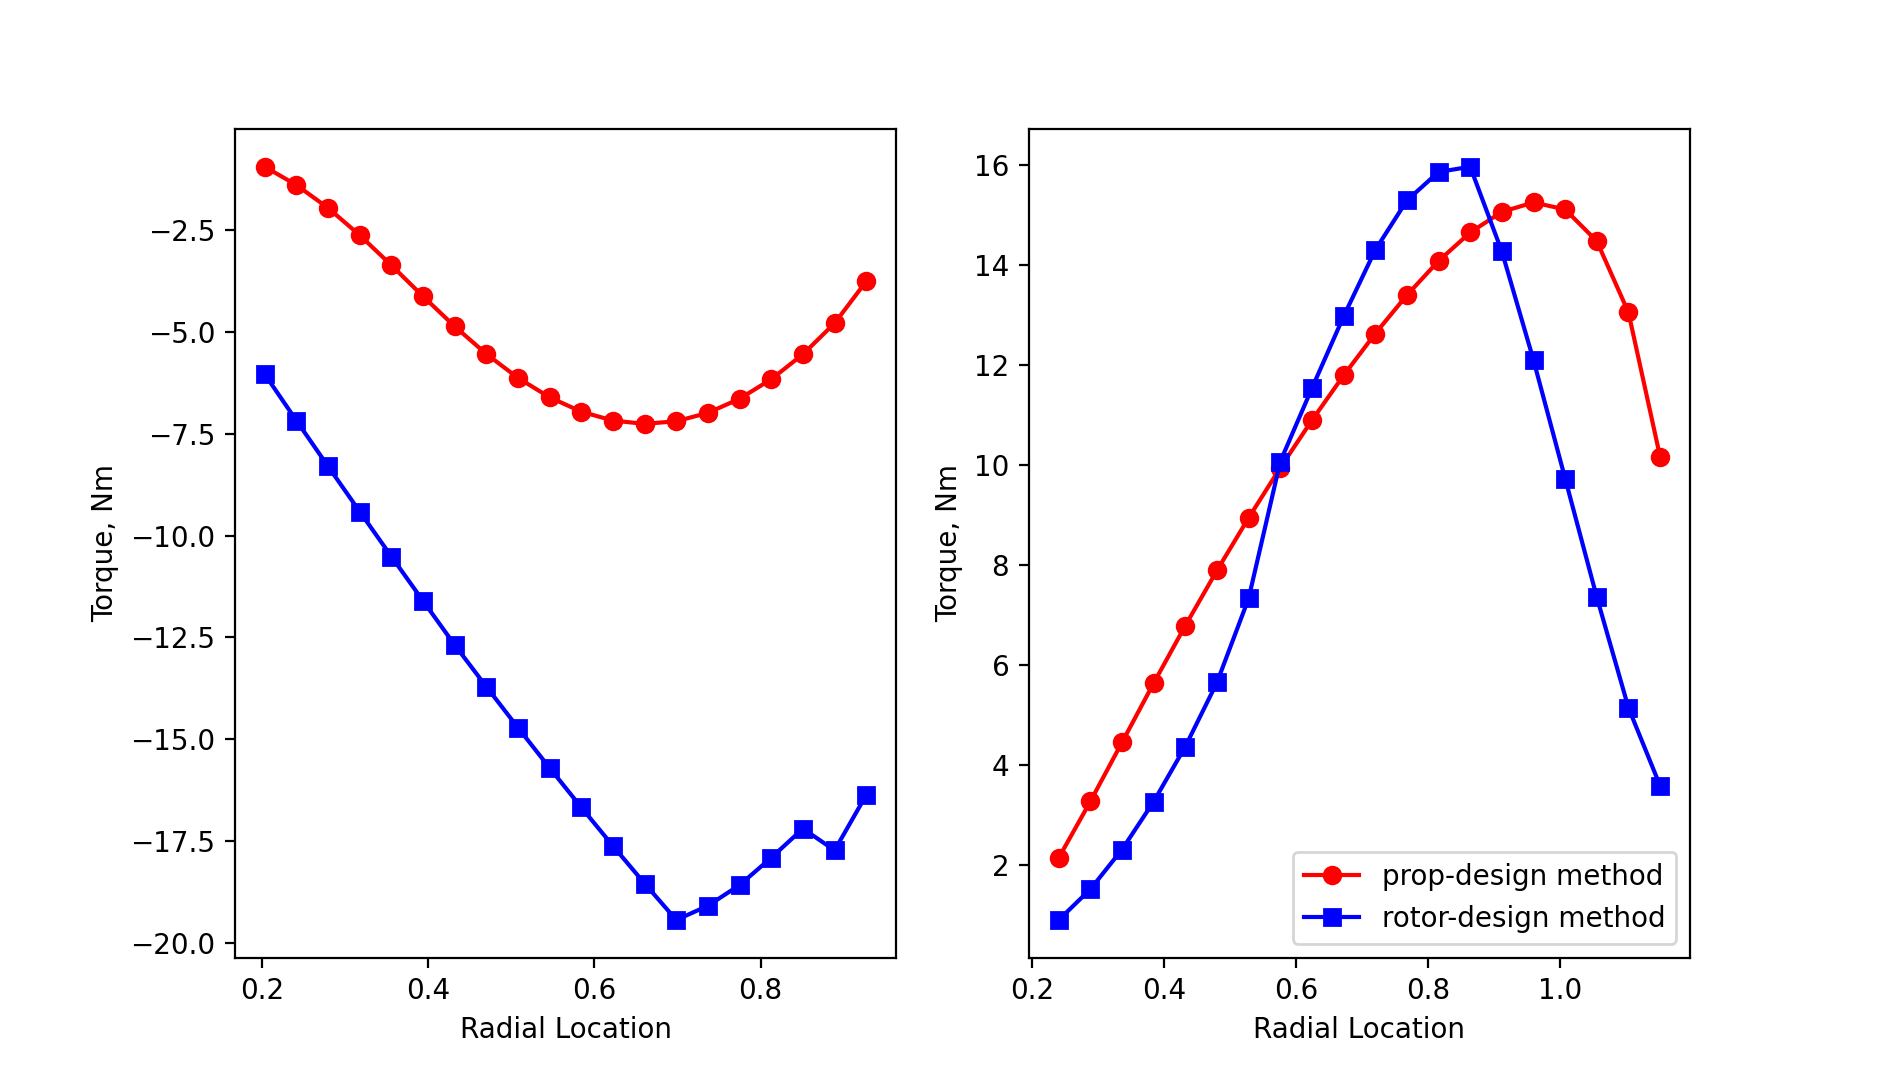 −2.5
−5.0
−7.5
−10.0
−12.5
−15.0
−17.5
−20.0
Torque, Nm
0.2 0.4 0.6 0.8
Radial Location
16
14
12
10
8
6
4
2
Torque, Nm
0.2 0.4 0.6 0.8 1.0
Radial Location
prop-design method
rotor-design method